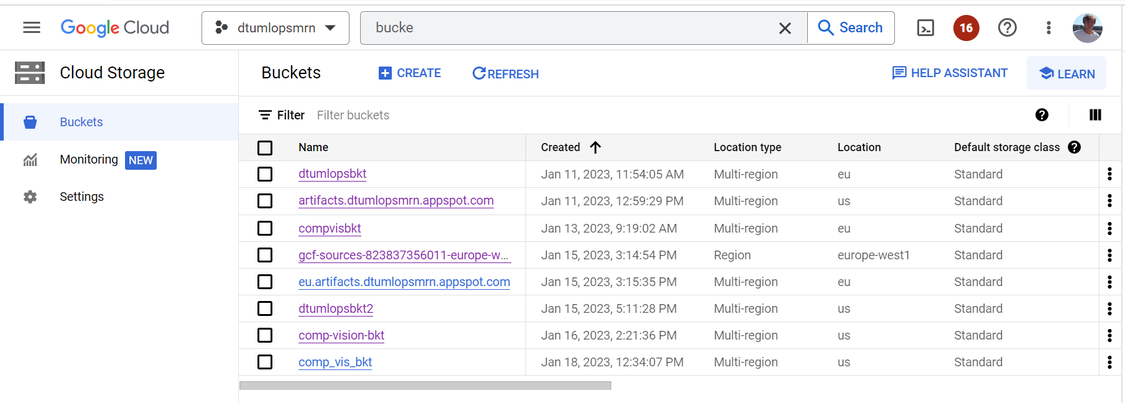 Google Cloud dtumlopsmrn bucke Search 16
Cloud Storage Buckets CREATE REFRESH HELP ASSISTANT LEARN
Buckets
Monitoring NEW
Settings
Filter Filter buckets
Name Created Location type Location Default storage class
dtumlopsbkt Jan 11, 2023, 11:54:05 AM Multi-region eu Standard
artifacts.dtumlopsmrn.appspot.com Jan 11, 2023, 12:59:29 PM Multi-region us Standard
compvisbkt Jan 13, 2023, 9:19:02 AM Multi-region eu Standard
gcf-sources-823837356011-europe-w... Jan 15, 2023, 3:14:54 PM Region europe-west1 Standard
eu.artifacts.dtumlopsmrn.appspot.com Jan 15, 2023, 3:15:35 PM Multi-region eu Standard
dtumlopsbkt2 Jan 15, 2023, 5:11:28 PM Multi-region us Standard
comp-vision-bkt Jan 16, 2023, 2:21:36 PM Multi-region us Standard
comp_vis_bkt Jan 18, 2023, 12:34:07 PM Multi-region us Standard